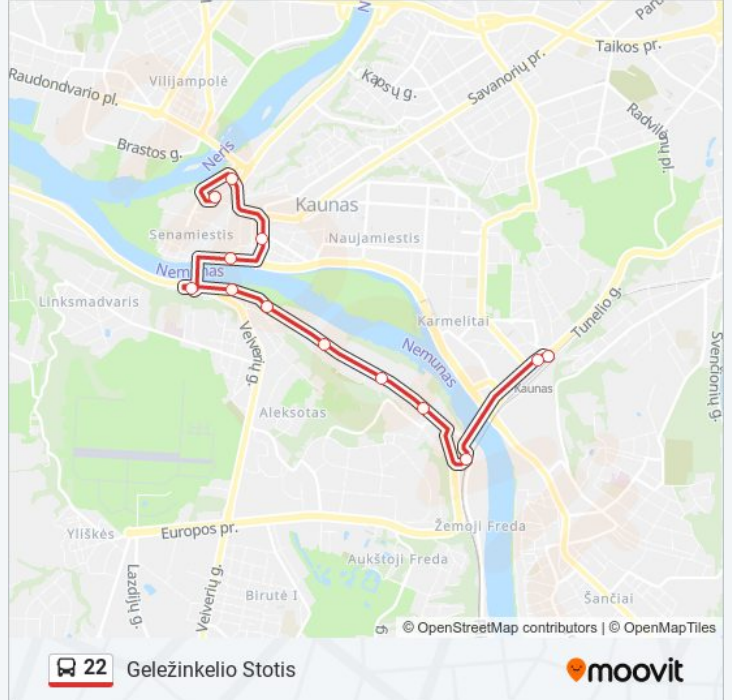 Taikos pr.
Kapsų g.
Savanorių pr.
Vilijampolė
Raudondvario pl.
Radvilėnų pl.
Brastos g.
Neris
Kaunas
Senamiestis
Naujamiestis
Nemunas
Linksmadvaris
Karmelitai
Tunelio g.
Veiverių g.
Nemunas
Svenčionių g.
Kaunas
Aleksotas
Žemoji Freda
Yliškės
Europos pr.
Aukštoji Freda
Lazdijų g.
Veiverių g.
Birutė I
Šančiai
g
© OpenStreetMap contributors | © OpenMapTiles
22 Geležinkelio Stotis
moovit